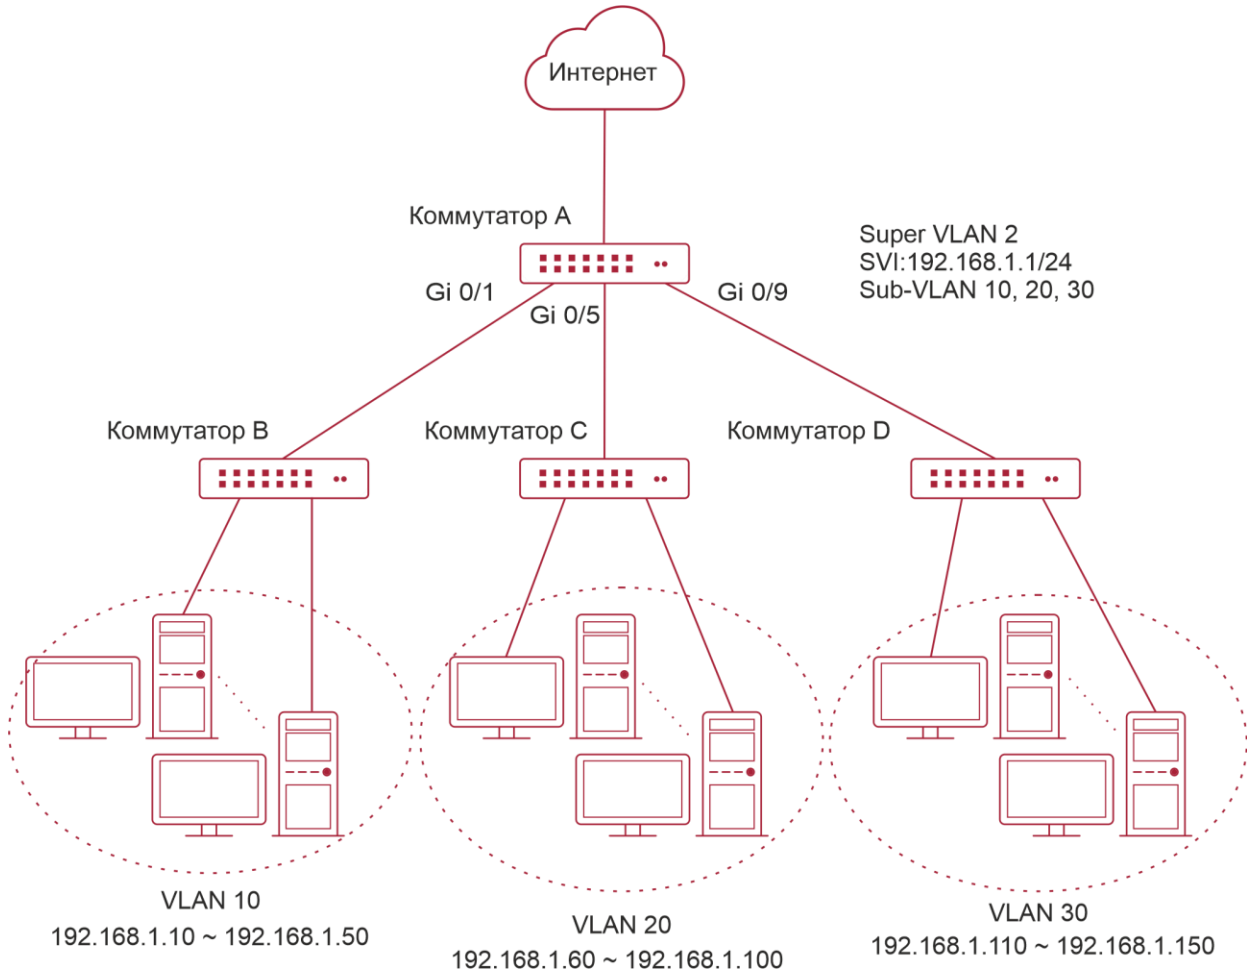 Интернет
Коммутатор A
Super VLAN 2
SVI:192.168.1.1/24
Sub-VLAN 10, 20, 30
Gi 0/1
Gi 0/5
Gi 0/9
Коммутатор B
Коммутатор C
Коммутатор D
VLAN 10
192.168.1.10 ~ 192.168.1.50
VLAN 20
192.168.1.60 ~ 192.168.1.100
VLAN 30
192.168.1.110 ~ 192.168.1.150